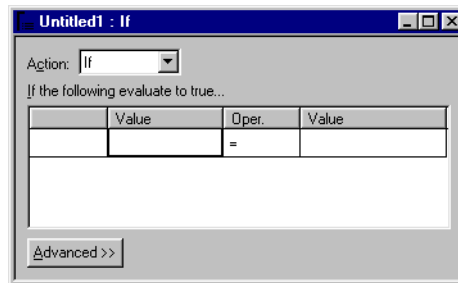 Untitled1 : If
Action: If
If the following evaluate to true...
Value Oper. Value
=
Advanced >>